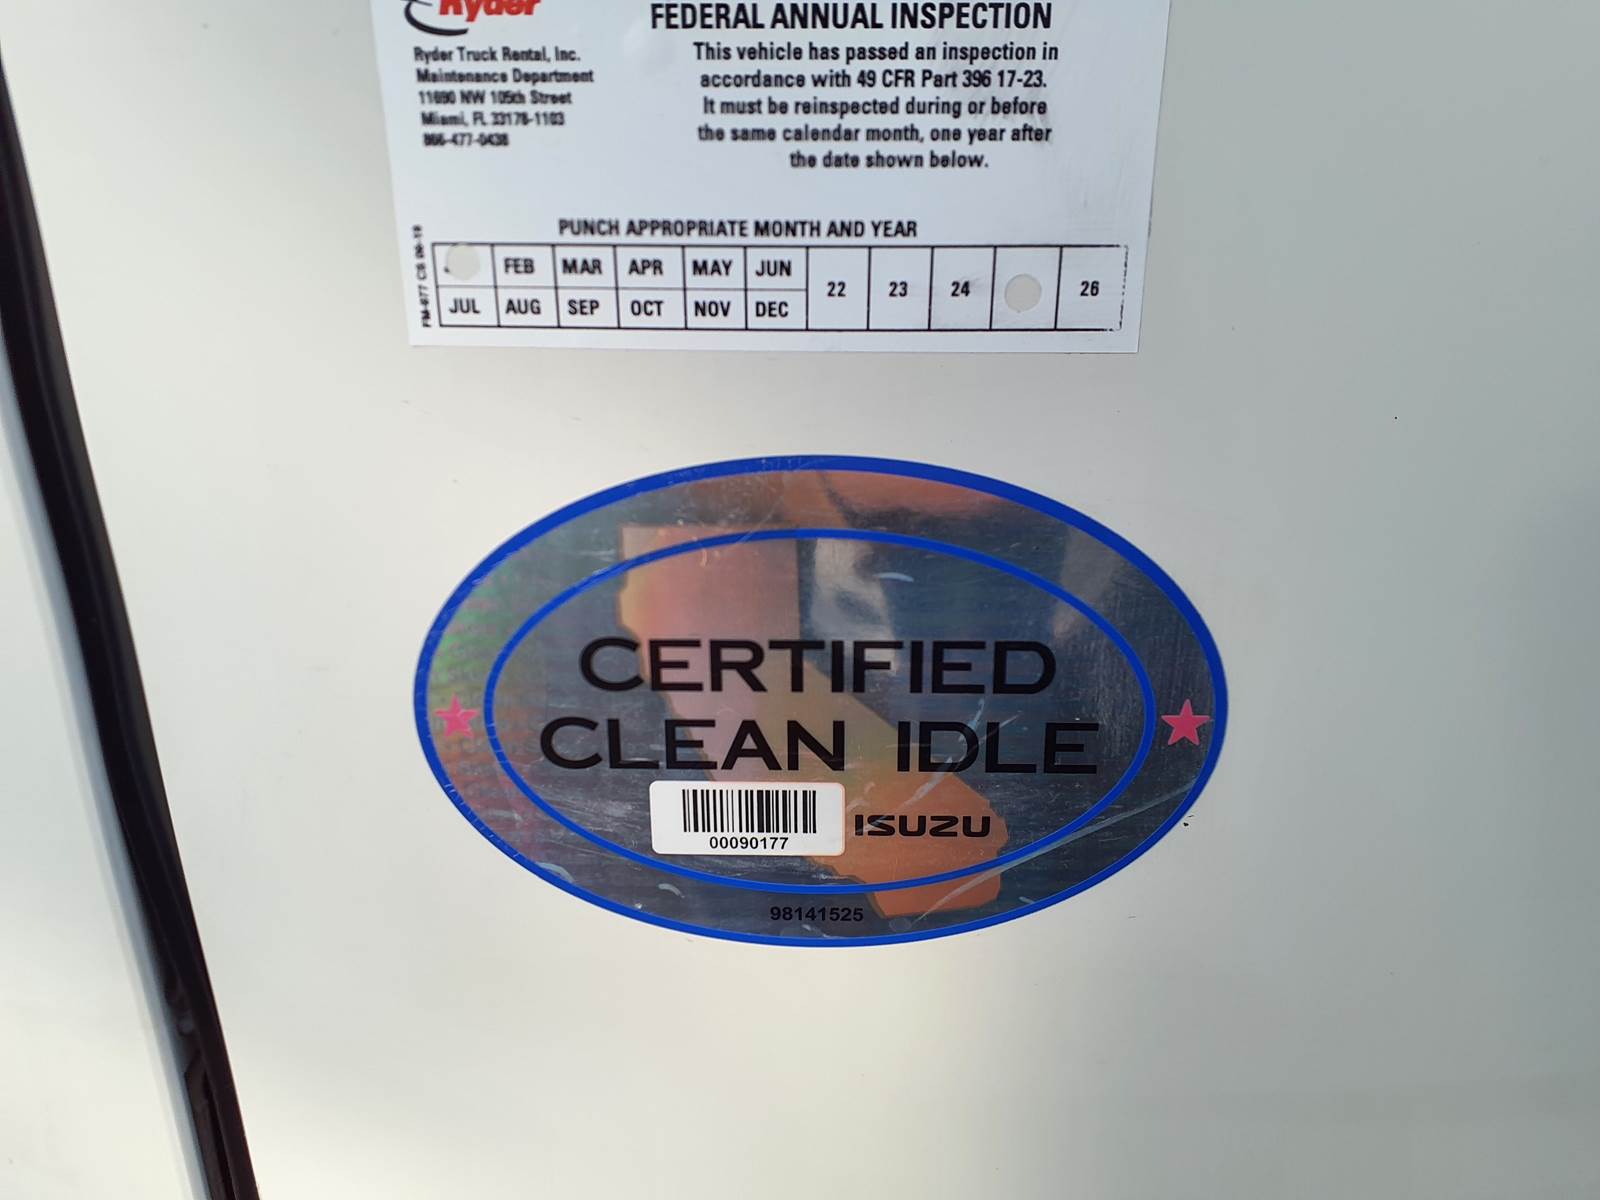 Ryder
FEDERAL ANNUAL INSPECTION
Ryder Truck Rental, Inc.
Maintenance Department
11690 NW 105th Street
Miami, FL 33178-1103
866-477-0438
This vehicle has passed an inspection in
accordance with 49 CFR Part 396 17-23.
It must be reinspected during or before
the same calendar month, one year after
the date shown below.
PUNCH APPROPRIATE MONTH AND YEAR
FEB MAR APR MAY JUN 22 23 24 26
JUL AUG SEP OCT NOV DEC
CERTIFIED
CLEAN IDLE
00090177
ISUZU
98141525